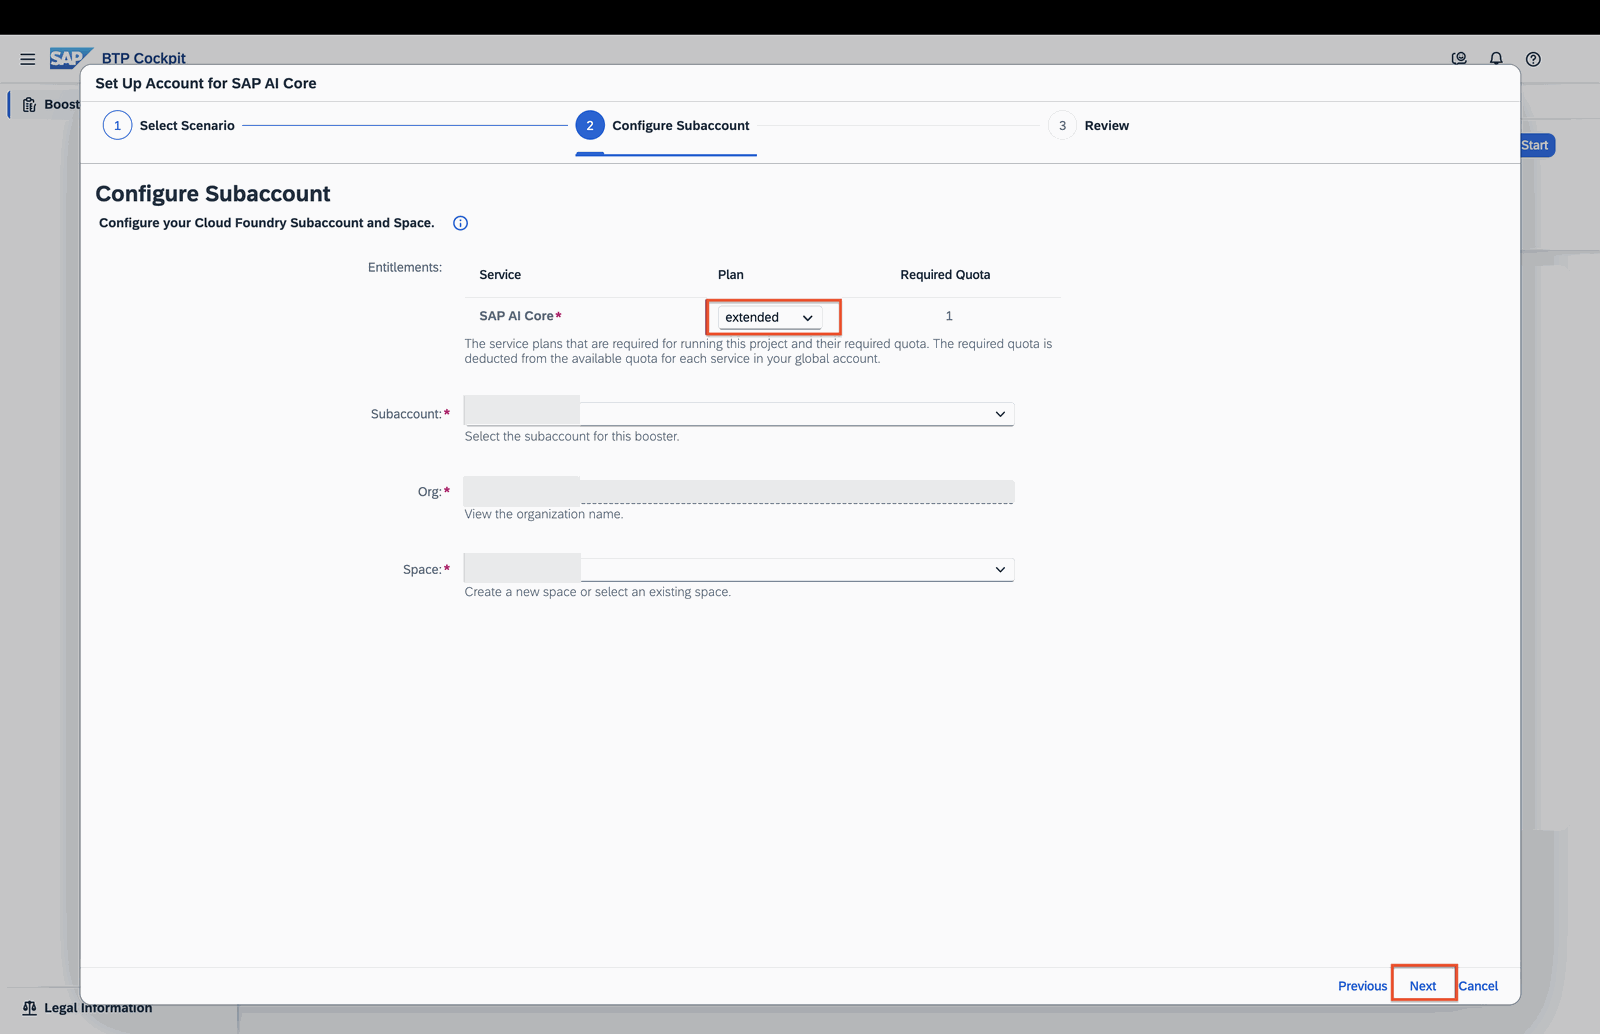 SAP BTP Cockpit
Set Up Account for SAP AI Core
Boost
1 Select Scenario
2 Configure Subaccount
3 Review
Start
Configure Subaccount
Configure your Cloud Foundry Subaccount and Space.
Entitlements:
Service Plan Required Quota
SAP AI Core* extended 1
The service plans that are required for running this project and their required quota. The required quota is
deducted from the available quota for each service in your global account.
Subaccount:*
Select the subaccount for this booster.
Org:*
View the organization name.
Space:*
Create a new space or select an existing space.
Previous Next Cancel
Legal Information